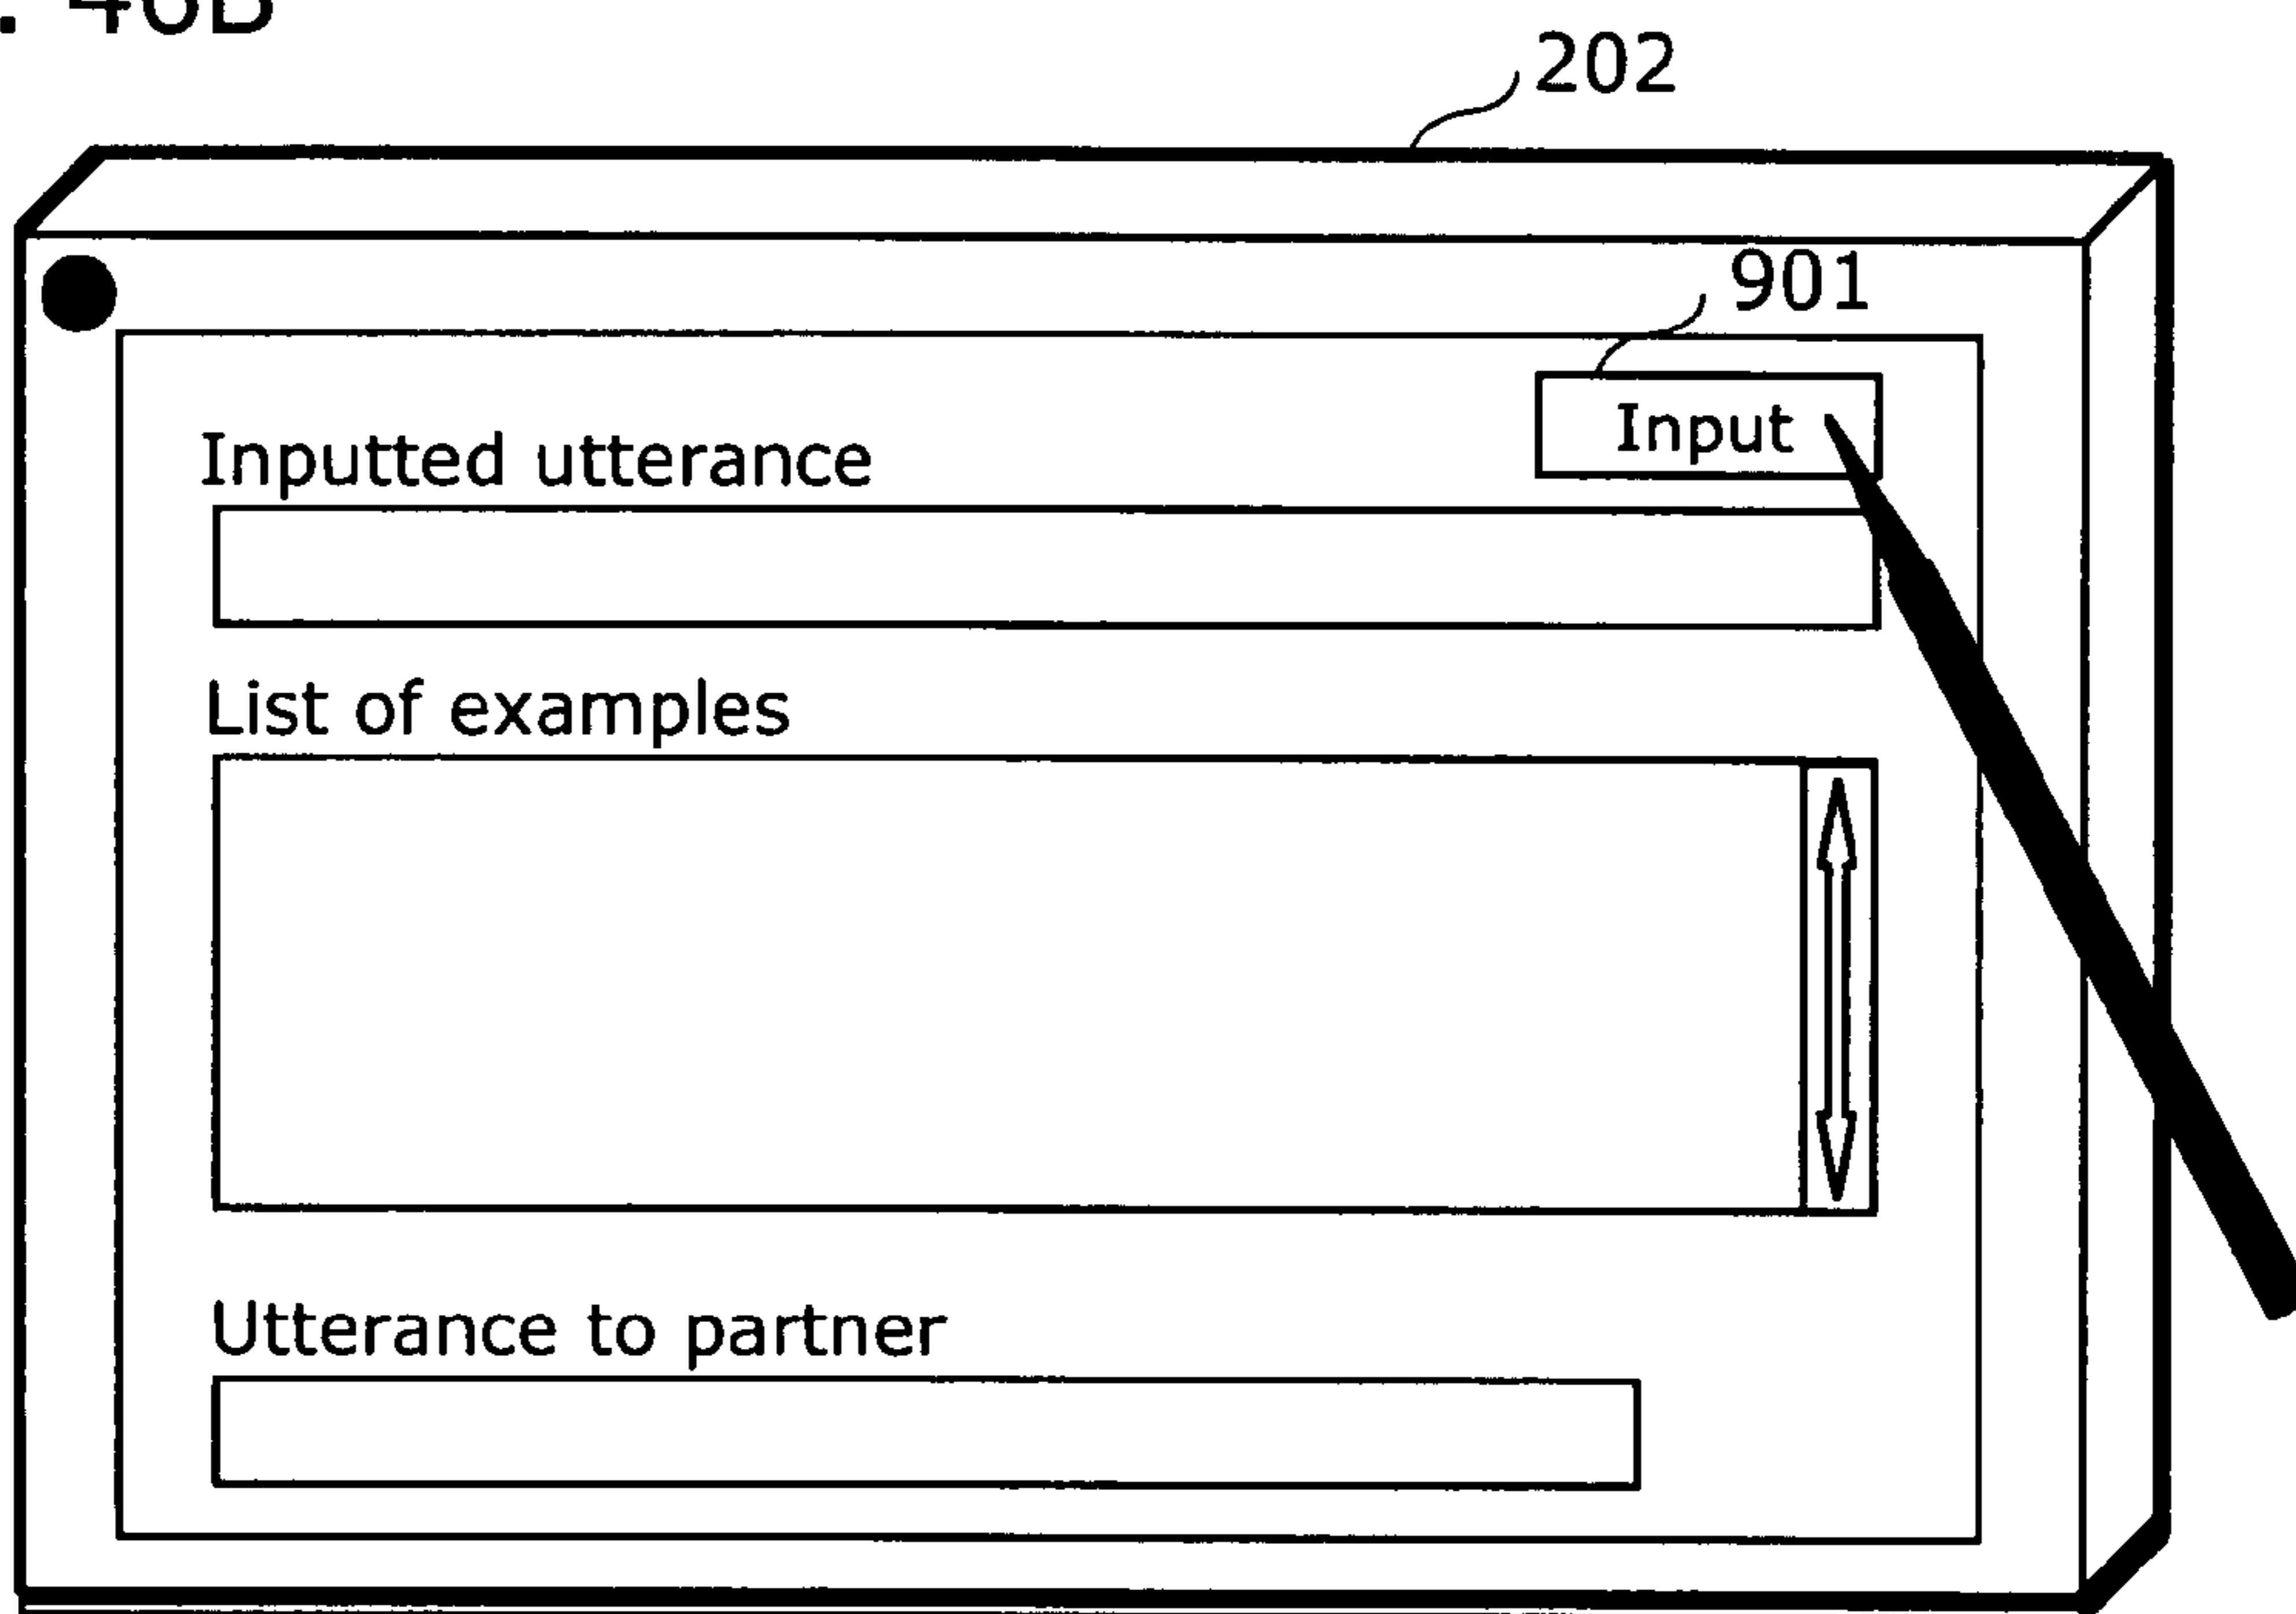 202
901
Input
Inputted utterance
List of examples
Utterance to partner